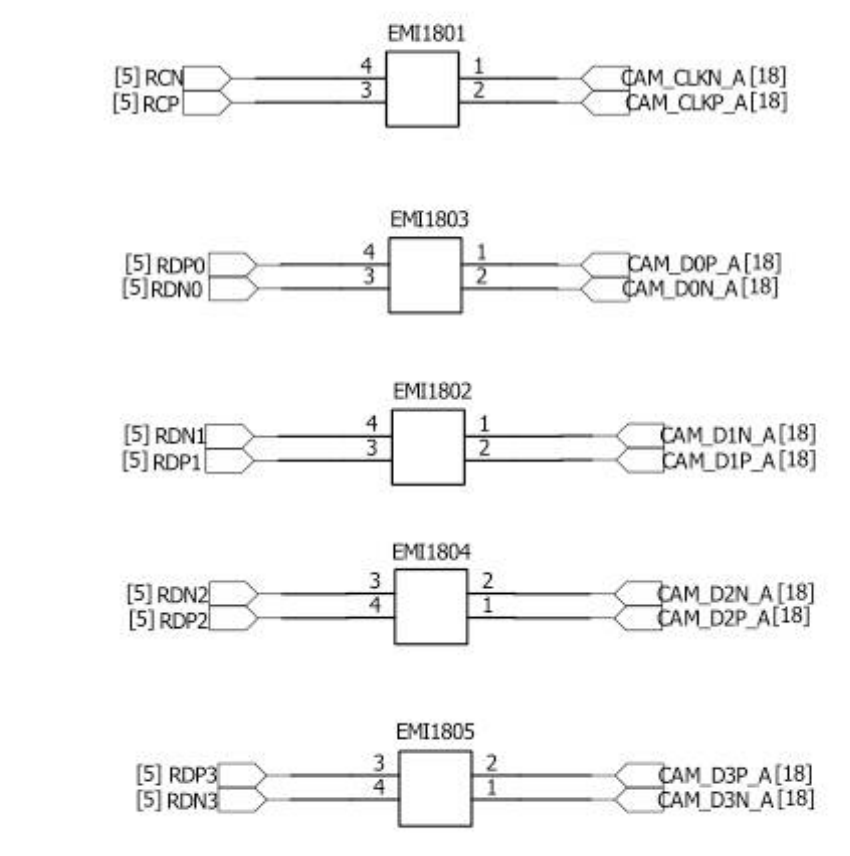 EMI1801
[5] RCN 4 1 CAM_CLKN_A [18]
[5] RCP 3 2 CAM_CLKP_A [18]
EMI1803
[5] RDP0 4 1 CAM_D0P_A [18]
[5] RDN0 3 2 CAM_D0N_A [18]
EMI1802
[5] RDN1 4 1 CAM_D1N_A [18]
[5] RDP1 3 2 CAM_D1P_A [18]
EMI1804
[5] RDN2 3 2 CAM_D2N_A [18]
[5] RDP2 4 1 CAM_D2P_A [18]
EMI1805
[5] RDP3 3 2 CAM_D3P_A [18]
[5] RDN3 4 1 CAM_D3N_A [18]